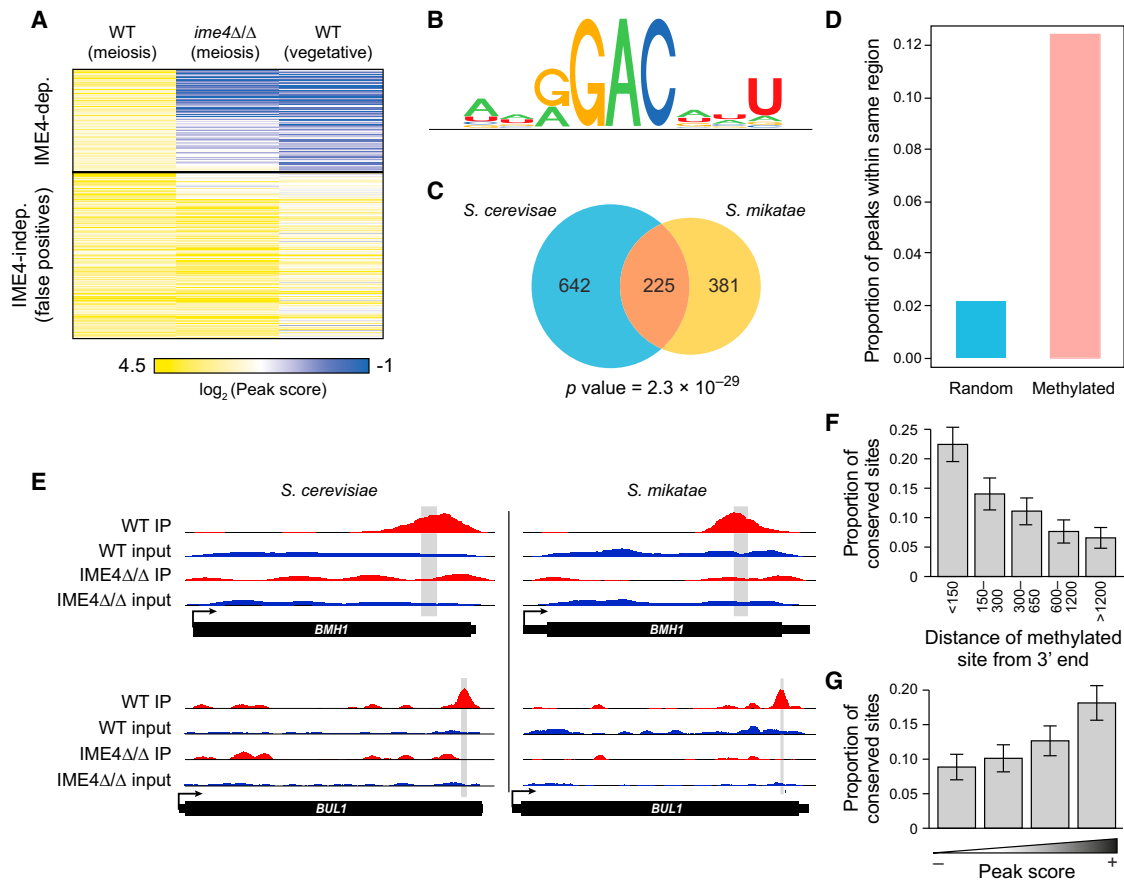 A
WT
(meiosis)
ime4Δ/Δ
(meiosis)
WT
(vegetative)
IME4-dep.
IME4-indep.
(false positives)
4.5
-1
log2 (Peak score)
B
AGAC
GGACU
C
S. cerevisae
S. mikatae
642
225
381
p value = 2.3 × 10–29
D
Proportion of peaks within same region
0.12
0.10
0.08
0.06
0.04
0.02
0.00
Random
Methylated
E
S. cerevisiae
S. mikatae
WT IP
WT input
IME4Δ/Δ IP
IME4Δ/Δ input
BMH1
BMH1
WT IP
WT input
IME4Δ/Δ IP
IME4Δ/Δ input
BUL1
BUL1
F
Proportion of
conserved sites
0.25
0.20
0.15
0.10
0.05
0
<150
150–
300
300–
650
600–
1200
>1200
Distance of methylated
site from 3' end
G
Proportion of
conserved sites
0.20
0.15
0.10
0.05
0
–
+
Peak score